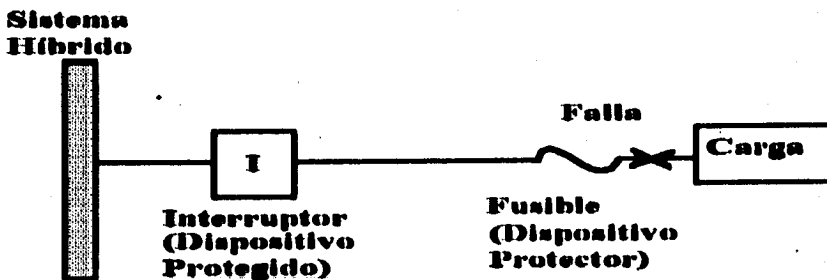 Sistema
Híbrido
Falla
I
Carga
Interruptor
(Dispositivo
Protegido)
Fusible
(Dispositivo
Protector)